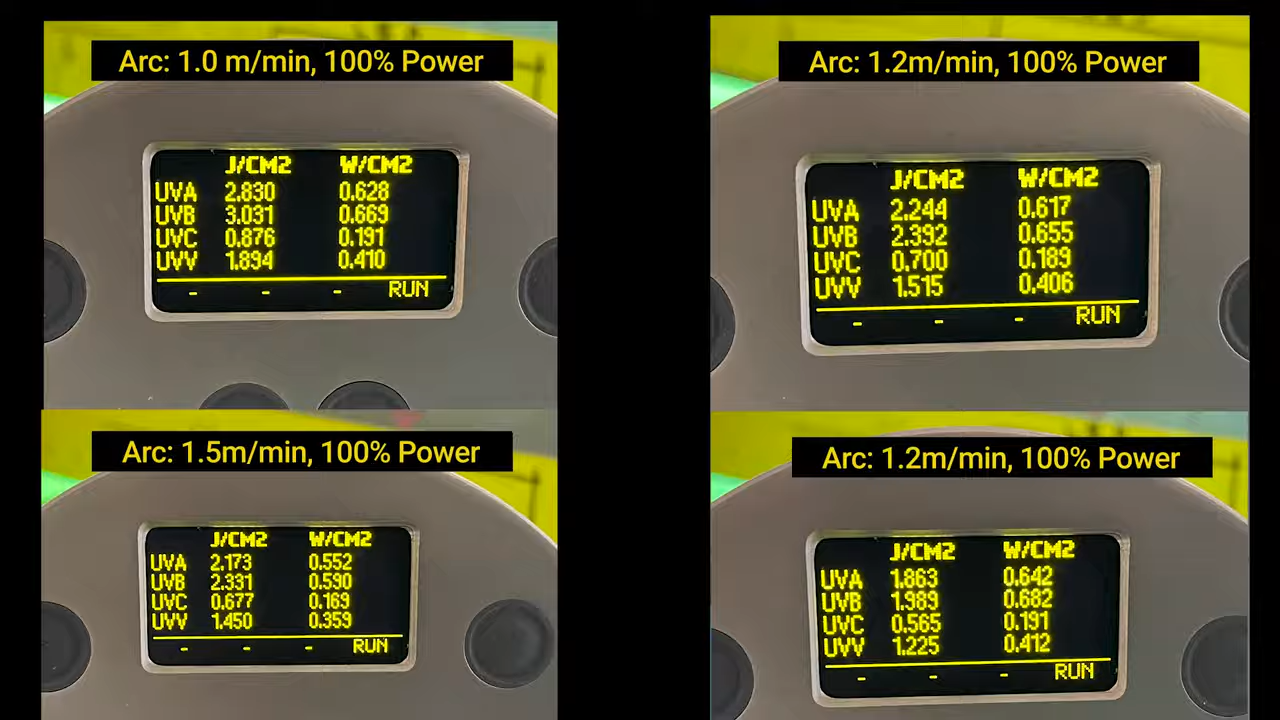 Arc: 1.0 m/min, 100% Power
J/CM2 W/CM2
UVA 2.830 0.628
UVB 3.031 0.669
UVC 0.876 0.191
UVV 1.894 0.410
- - - RUN
Arc: 1.2m/min, 100% Power
J/CM2 W/CM2
UVA 2.244 0.617
UVB 2.392 0.655
UVC 0.700 0.189
UVV 1.515 0.406
- - - RUN
Arc: 1.5m/min, 100% Power
J/CM2 W/CM2
UVA 2.173 0.552
UVB 2.331 0.590
UVC 0.677 0.169
UVV 1.450 0.359
- - - RUN
Arc: 1.2m/min, 100% Power
J/CM2 W/CM2
UVA 1.863 0.642
UVB 1.989 0.682
UVC 0.565 0.191
UVV 1.225 0.412
- - - RUN